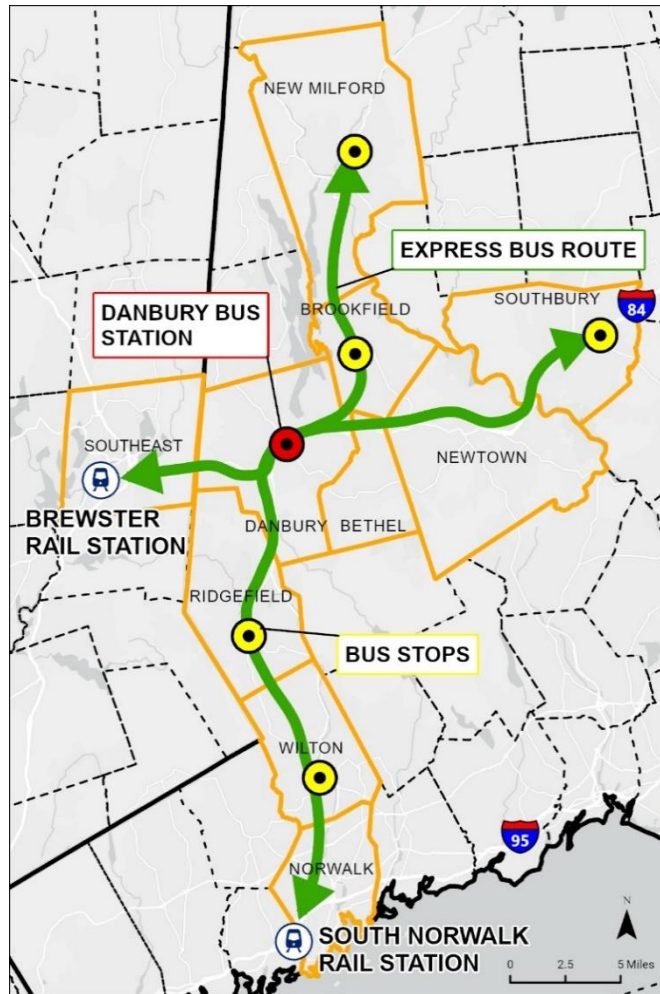 NEW MILFORD
EXPRESS BUS ROUTE
SOUTHBURY
84
DANBURY BUS
STATION
BROOKFIELD
SOUTHEAST
NEWTOWN
BREWSTER
RAIL STATION
DANBURY
BETHEL
RIDGEFIELD
BUS STOPS
WILTON
95
NORWALK
SOUTH NORWALK
RAIL STATION
N
0 2.5 5 Miles